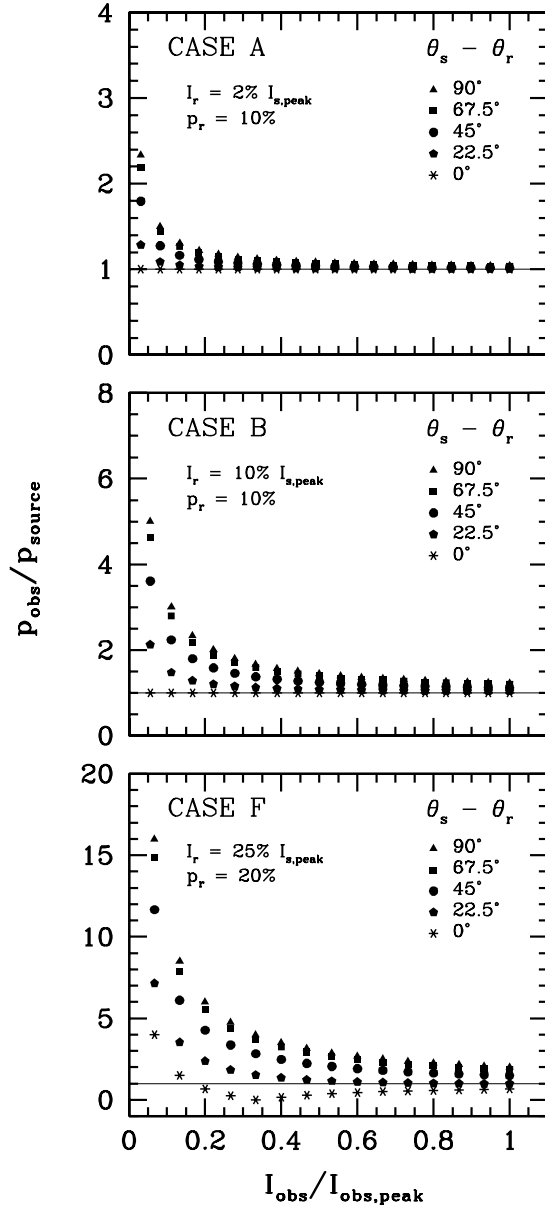 CASE A
θs − θr
Ir = 2% Is,peak
pr = 10%
90°
67.5°
45°
22.5°
0°
4
3
2
1
0
CASE B
θs − θr
Ir = 10% Is,peak
pr = 10%
90°
67.5°
45°
22.5°
0°
8
6
4
2
0
pobs/psource
CASE F
θs − θr
Ir = 25% Is,peak
pr = 20%
90°
67.5°
45°
22.5°
0°
20
15
10
5
0
0 0.2 0.4 0.6 0.8 1
Iobs/Iobs,peak